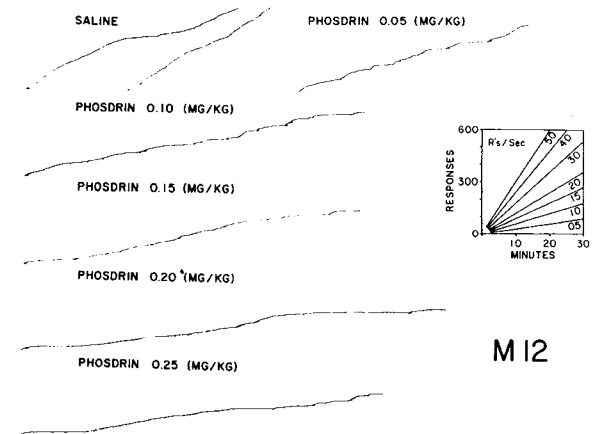 SALINE
PHOSDRIN 0.05 (MG/KG)
PHOSDRIN 0.10 (MG/KG)
PHOSDRIN 0.15 (MG/KG)
PHOSDRIN 0.20 (MG/KG)
PHOSDRIN 0.25 (MG/KG)
R's/Sec
600
300
0
RESPONSES
50
40
30
20
15
10
05
10 20 30
MINUTES
M12